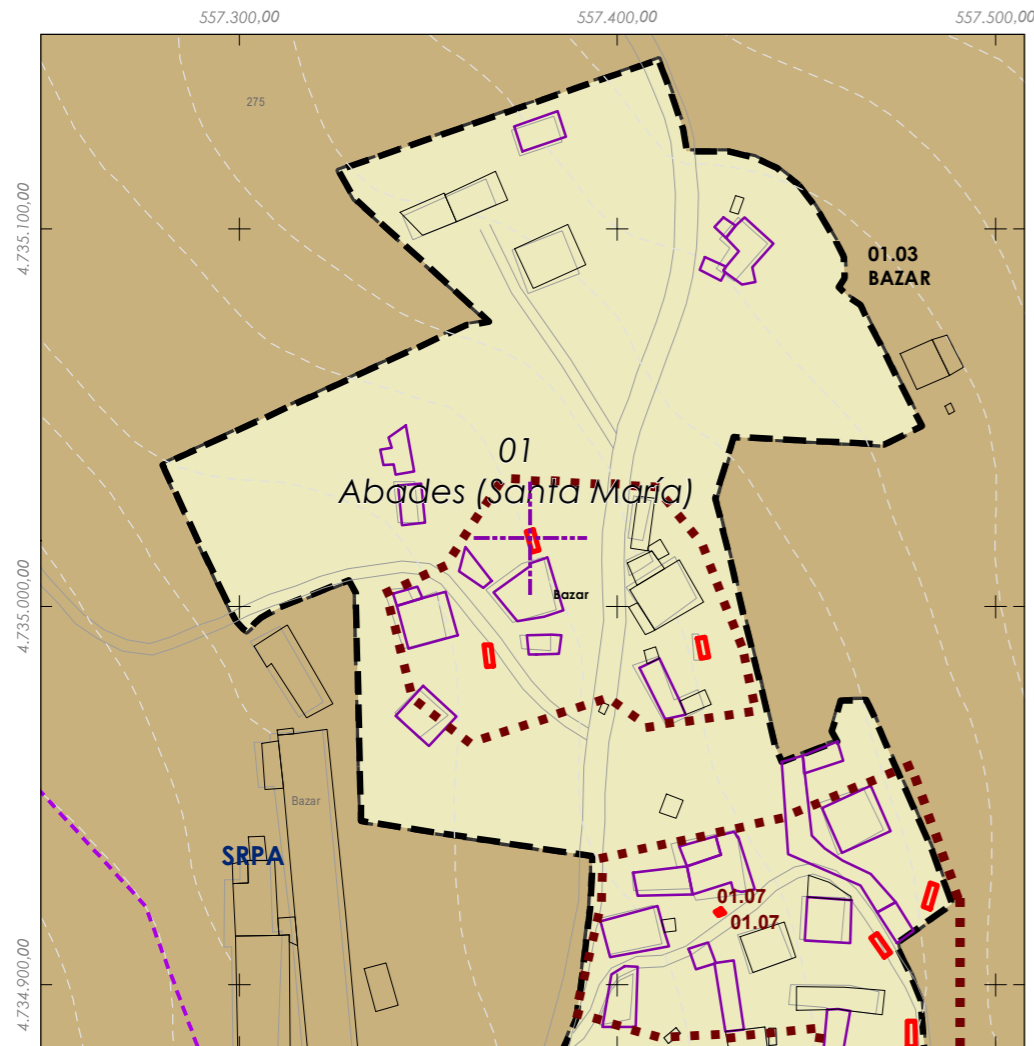 557.300,00
557.400,00
557.500,00
275
4.735.100,00
01.03
BAZAR
01
Abades (Santa María)
4.735.000,00
Bazar
Bazar
SRPA
01.07
01.07
4.734.900,00